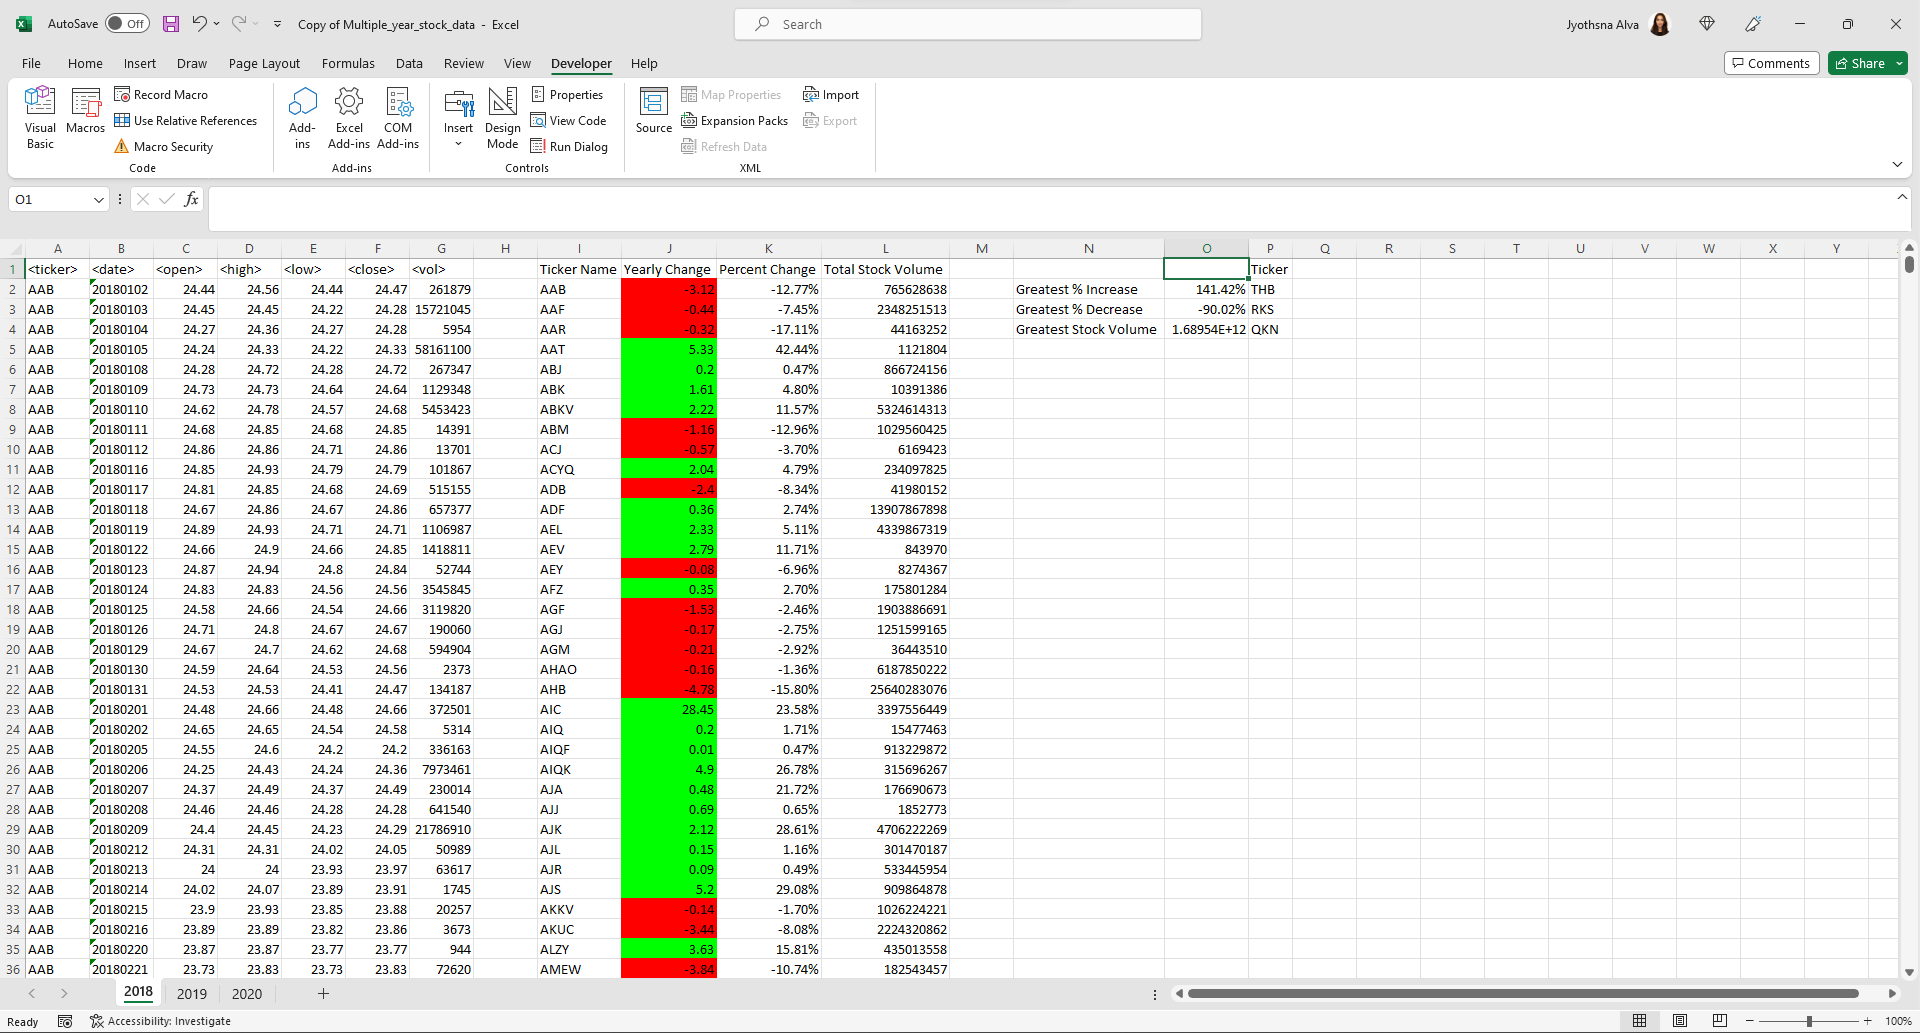 AutoSave Off Copy of Multiple_year_stock_data - Excel Search Jyothsna Alva
File Home Insert Draw Page Layout Formulas Data Review View Developer Help Comments Share
Visual Basic Macros Record Macro Use Relative References Macro Security Code
Add-ins Excel Add-ins COM Add-ins Add-ins
Insert Design Mode Properties View Code Run Dialog Controls
Source Map Properties Expansion Packs Refresh Data Import Export XML
O1 fx
A B C D E F G H I J K L M N O P Q R S T U V W X Y
1 <ticker> <date> <open> <high> <low> <close> <vol> Ticker Name Yearly Change Percent Change Total Stock Volume Ticker
2 AAB 20180102 24.44 24.56 24.44 24.47 261879 AAB -3.12 -12.77% 765628638 Greatest % Increase 141.42% THB
3 AAB 20180103 24.45 24.45 24.22 24.28 15721045 AAF -0.44 -7.45% 2348251513 Greatest % Decrease -90.02% RKS
4 AAB 20180104 24.27 24.36 24.27 24.28 5954 AAR -0.32 -17.11% 44163252 Greatest Stock Volume 1.68954E+12 QKN
5 AAB 20180105 24.24 24.33 24.22 24.33 58161100 AAT 5.33 42.44% 1121804
6 AAB 20180108 24.28 24.72 24.28 24.72 267347 ABJ 0.2 0.47% 866724156
7 AAB 20180109 24.73 24.73 24.64 24.64 1129348 ABK 1.61 4.80% 10391386
8 AAB 20180110 24.62 24.78 24.57 24.68 5453423 ABKV 2.22 11.57% 5324614313
9 AAB 20180111 24.68 24.85 24.68 24.85 14391 ABM -1.16 -12.96% 1029560425
10 AAB 20180112 24.86 24.86 24.71 24.86 13701 ACJ -0.57 -3.70% 6169423
11 AAB 20180116 24.85 24.93 24.79 24.79 101867 ACYQ 2.04 4.79% 234097825
12 AAB 20180117 24.81 24.85 24.68 24.69 515155 ADB -2.4 -8.34% 41980152
13 AAB 20180118 24.67 24.86 24.67 24.86 657377 ADF 0.36 2.74% 13907867898
14 AAB 20180119 24.89 24.93 24.71 24.71 1106987 AEL 2.33 5.11% 4339867319
15 AAB 20180122 24.66 24.9 24.66 24.85 1418811 AEV 2.79 11.71% 843970
16 AAB 20180123 24.87 24.94 24.8 24.84 52744 AEY -0.08 -6.96% 8274367
17 AAB 20180124 24.83 24.83 24.56 24.56 3545845 AFZ 0.35 2.70% 175801284
18 AAB 20180125 24.58 24.66 24.54 24.66 3119820 AGF -1.53 -2.46% 1903886691
19 AAB 20180126 24.71 24.8 24.67 24.67 190060 AGJ -0.17 -2.75% 1251599165
20 AAB 20180129 24.67 24.7 24.62 24.68 594904 AGM -0.21 -2.92% 36443510
21 AAB 20180130 24.59 24.64 24.53 24.56 2373 AHAO -0.16 -1.36% 6187850222
22 AAB 20180131 24.53 24.53 24.41 24.47 134187 AHB -4.78 -15.80% 25640283076
23 AAB 20180201 24.48 24.66 24.48 24.66 372501 AIC 28.45 23.58% 3397556449
24 AAB 20180202 24.65 24.65 24.54 24.58 5314 AIQ 0.2 1.71% 15477463
25 AAB 20180205 24.55 24.6 24.2 24.2 336163 AIQF 0.01 0.47% 913229872
26 AAB 20180206 24.25 24.43 24.24 24.36 7973461 AIQK 4.9 26.78% 315696267
27 AAB 20180207 24.37 24.49 24.37 24.49 230014 AJA 0.48 21.72% 176690673
28 AAB 20180208 24.46 24.46 24.28 24.28 641540 AJJ 0.69 0.65% 1852773
29 AAB 20180209 24.4 24.45 24.23 24.29 21786910 AJK 2.12 28.61% 4706222269
30 AAB 20180212 24.31 24.31 24.02 24.05 50989 AJL 0.15 1.16% 301470187
31 AAB 20180213 24 24 23.93 23.97 63617 AJR 0.09 0.49% 533445954
32 AAB 20180214 24.02 24.07 23.89 23.91 1745 AJS 5.2 29.08% 909864878
33 AAB 20180215 23.9 23.93 23.85 23.88 20257 AKKV -0.14 -1.70% 1026224221
34 AAB 20180216 23.89 23.89 23.82 23.86 3673 AKUC -3.44 -8.08% 2224320862
35 AAB 20180220 23.87 23.87 23.77 23.77 944 ALZY 3.63 15.81% 435013558
36 AAB 20180221 23.73 23.83 23.73 23.83 72620 AMEW -3.84 -10.74% 182543457
2018 2019 2020
Ready Accessibility: Investigate 100%